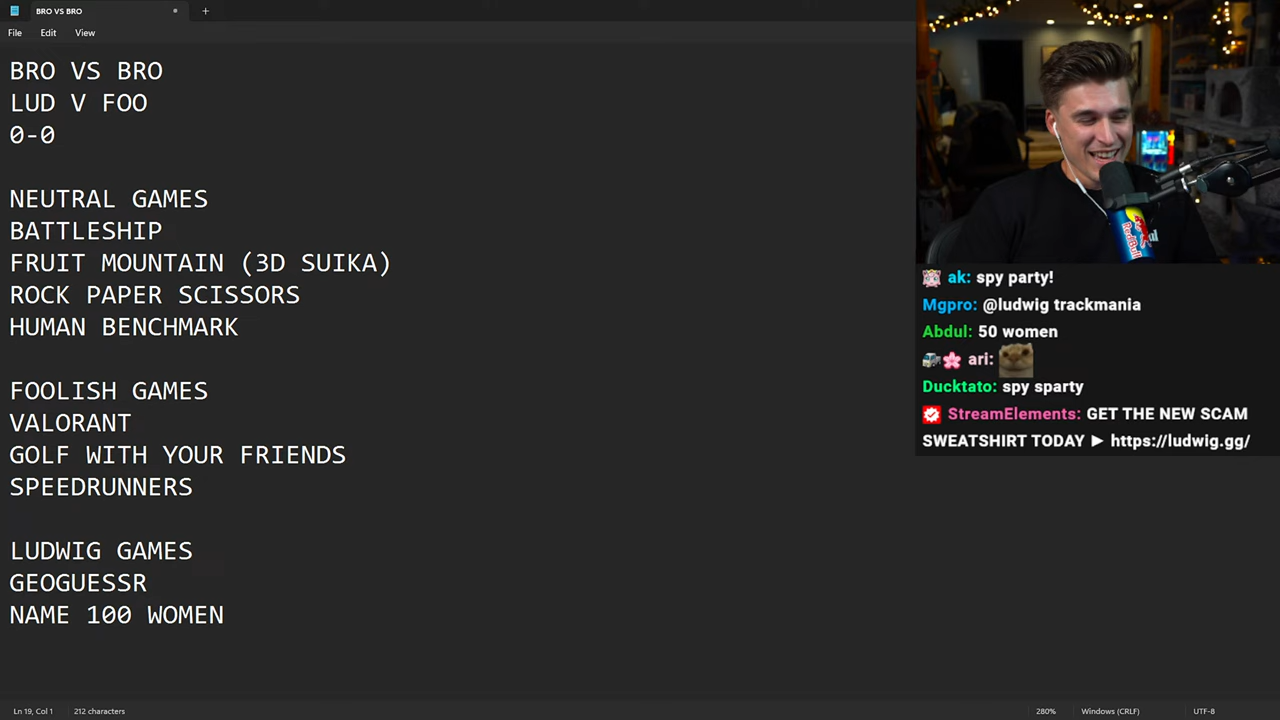 BRO VS BRO
File Edit View
BRO VS BRO
LUD V FOO
0-0
NEUTRAL GAMES
BATTLESHIP
FRUIT MOUNTAIN (3D SUIKA)
ROCK PAPER SCISSORS
HUMAN BENCHMARK
FOOLISH GAMES
VALORANT
GOLF WITH YOUR FRIENDS
SPEEDRUNNERS
LUDWIG GAMES
GEOGUESSR
NAME 100 WOMEN
Ln 19, Col 1 212 characters 280% Windows (CRLF) UTF-8
RedBull
ak: spy party!
Mgpro: @ludwig trackmania
Abdul: 50 women
ari:
Ducktato: spy sparty
StreamElements: GET THE NEW SCAM
SWEATSHIRT TODAY ► https://ludwig.gg/